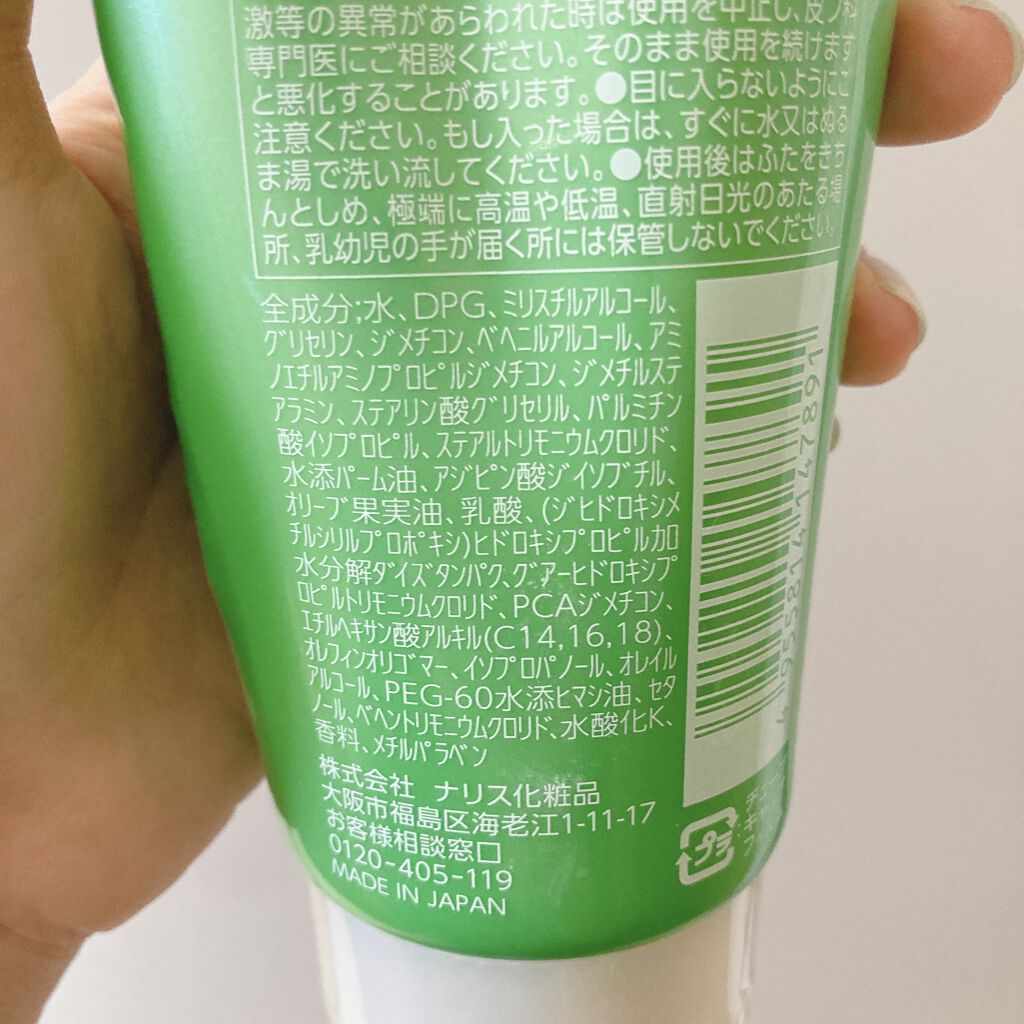 激等の異常があらわれた時は使用を中止し、皮フ科
専門医にご相談ください。そのまま使用を続けます
と悪化することがあります。●目に入らないようにご
注意ください。もし入った場合は、すぐに水又はぬる
ま湯で洗い流してください。●使用後はふたをきち
んとしめ、極端に高温や低温、直射日光のあたる場
所、乳幼児の手が届く所には保管しないでください。
全成分;水、DPG、ミリスチルアルコール、
グリセリン、ジメチコン、ベヘニルアルコール、アミ
ノエチルアミノプロピルジメチコン、ジメチルステ
アラミン、ステアリン酸グリセリル、パルミチン
酸イソプロピル、ステアルトリモニウムクロリド、
水添パーム油、アジピン酸ジイソブチル、
オリーブ果実油、乳酸、(ジヒドロキシメ
チルシリルプロポキシ)ヒドロキシプロピルカロ
水分解ダイズタンパク、グアーヒドロキシプ
ロピルトリモニウムクロリド、PCAジメチコン、
エチルヘキサン酸アルキル(C14,16,18)、
オレフィンオリゴマー、イソプロパノール、オレイル
アルコール、PEG-60水添ヒマシ油、セタ
ノール、ベヘントリモニウムクロリド、水酸化K、
香料、メチルパラベン
株式会社 ナリス化粧品
大阪市福島区海老江1-11-17
お客様相談窓口
0120-405-119
MADE IN JAPAN
4 955814 147891
プラ